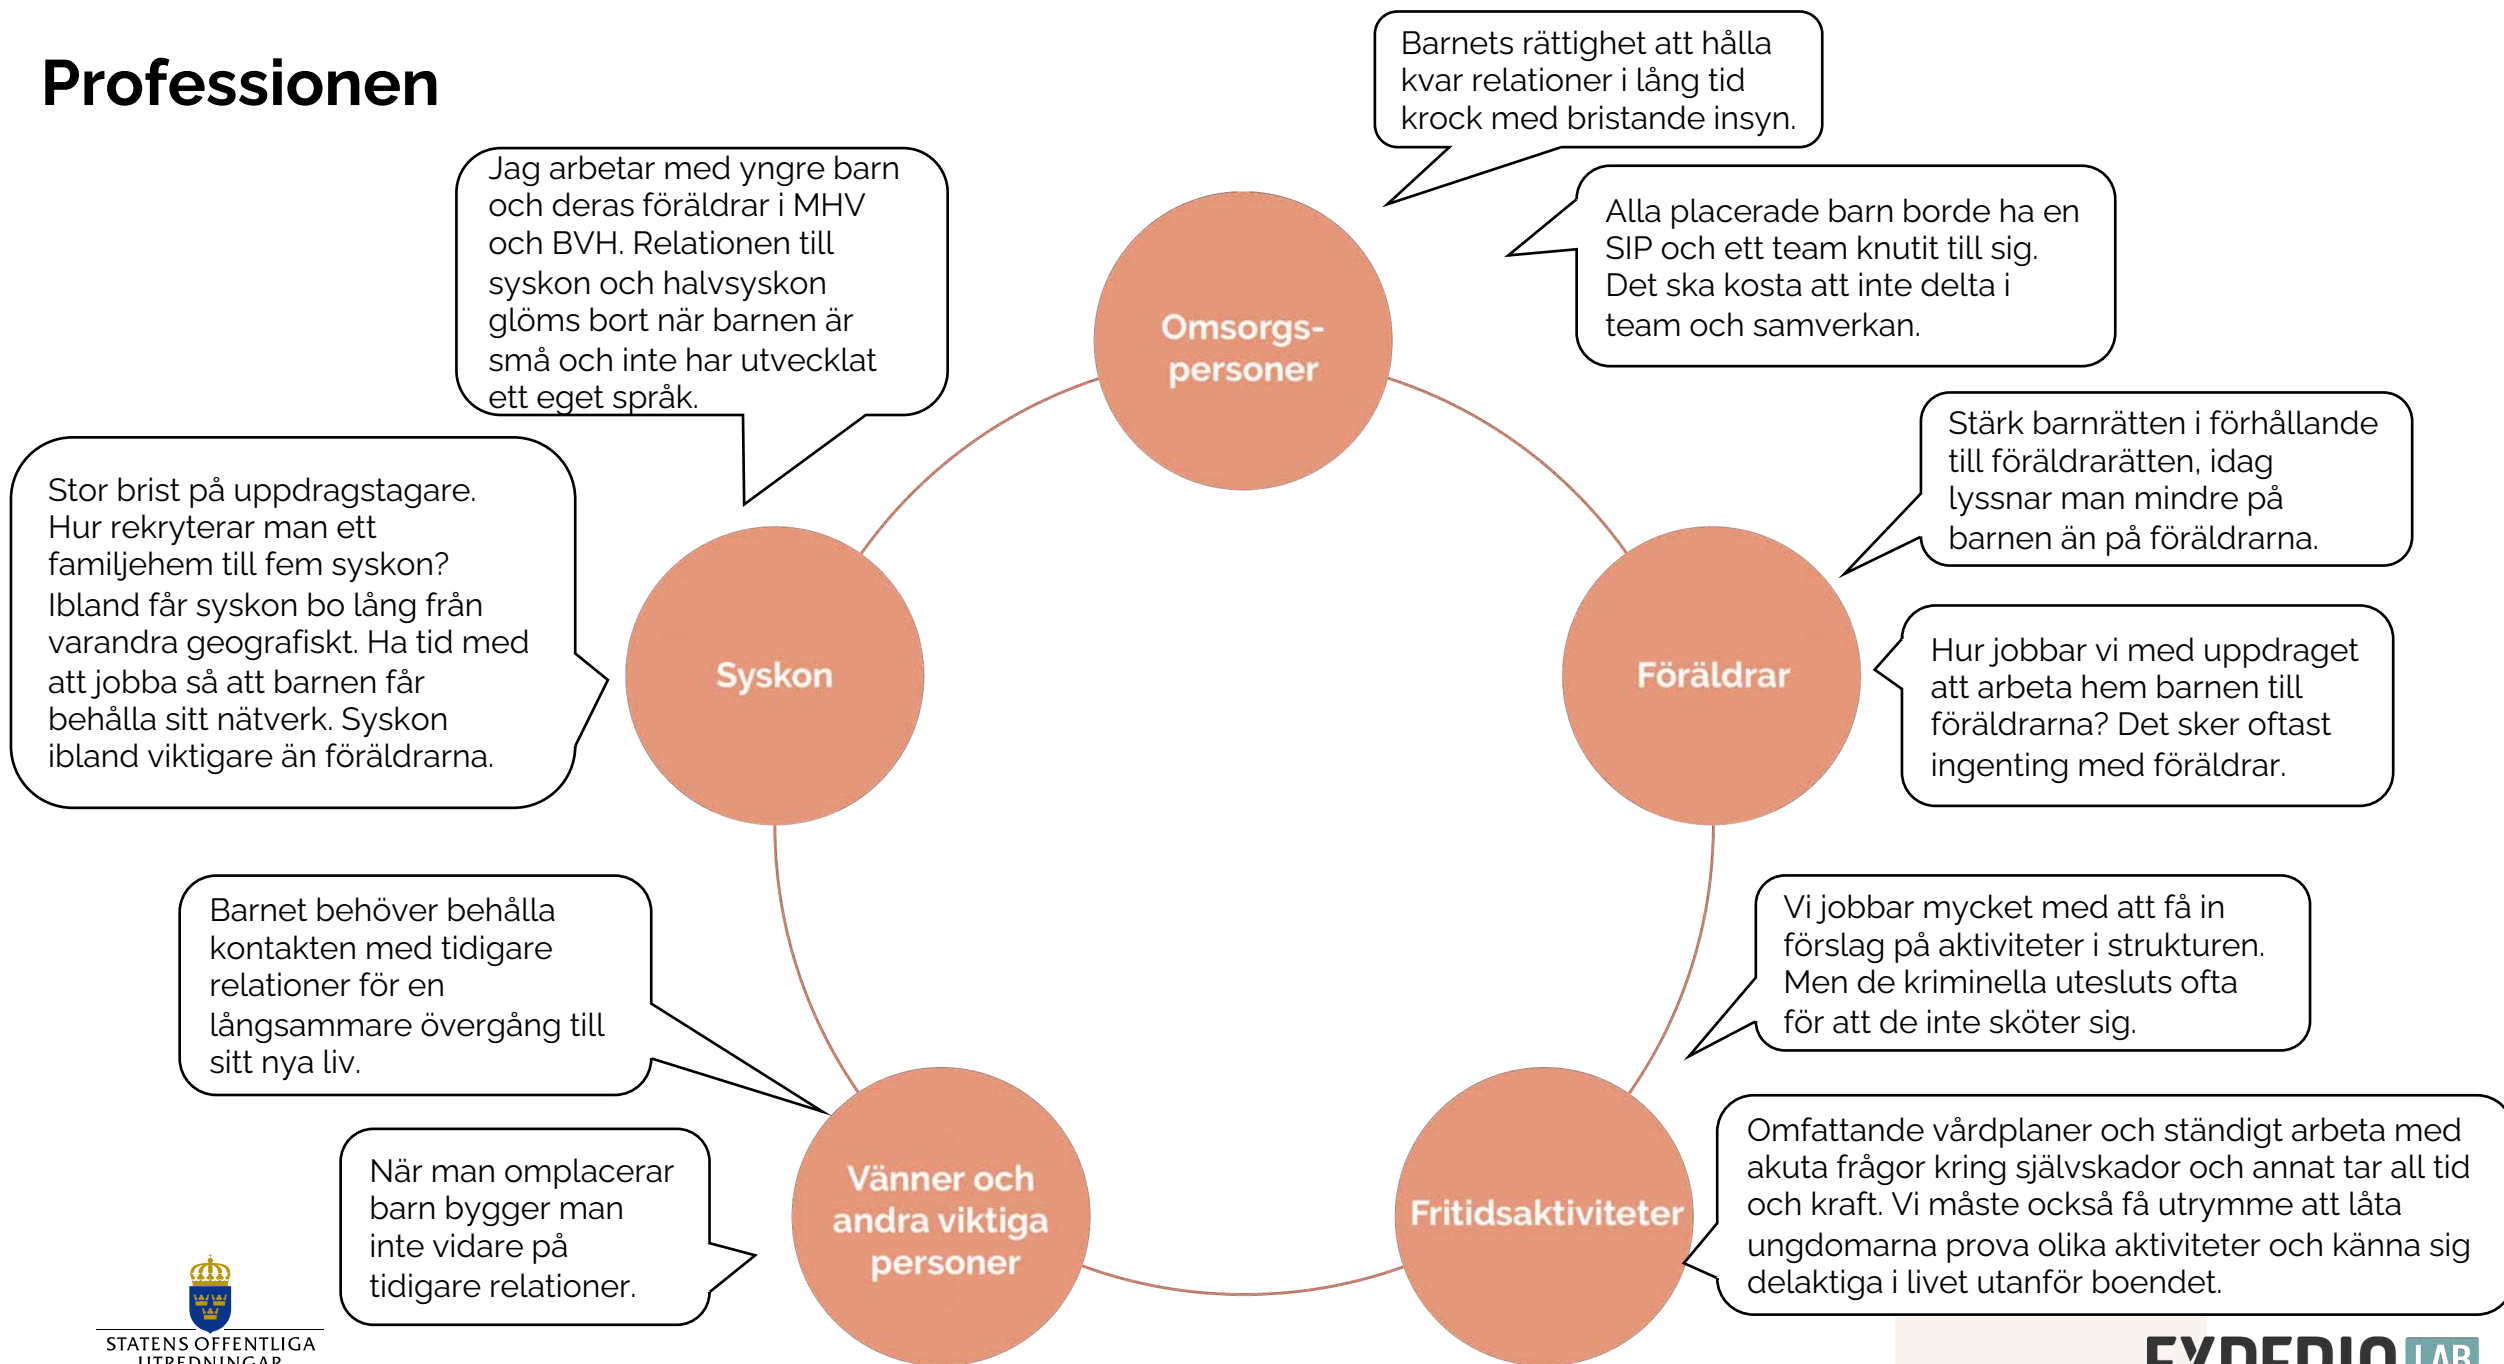 Professionen
Barnets rättighet att hålla
kvar relationer i lång tid
krock med bristande insyn.
Jag arbetar med yngre barn
och deras föräldrar i MHV
och BVH. Relationen till
syskon och halvsyskon
glöms bort när barnen är
små och inte har utvecklat
ett eget språk.
Alla placerade barn borde ha en
SIP och ett team knutit till sig.
Det ska kosta att inte delta i
team och samverkan.
Omsorgs-
personer
Stärk barnrätten i förhållande
till föräldrarätten, idag
lyssnar man mindre på
barnen än på föräldrarna.
Stor brist på uppdragstagare.
Hur rekryterar man ett
familjehem till fem syskon?
Ibland får syskon bo lång från
varandra geografiskt. Ha tid med
att jobba så att barnen får
behålla sitt nätverk. Syskon
ibland viktigare än föräldrarna.
Syskon
Föräldrar
Hur jobbar vi med uppdraget
att arbeta hem barnen till
föräldrarna? Det sker oftast
ingenting med föräldrar.
Barnet behöver behålla
kontakten med tidigare
relationer för en
långsammare övergång till
sitt nya liv.
Vi jobbar mycket med att få in
förslag på aktiviteter i strukturen.
Men de kriminella utesluts ofta
för att de inte sköter sig.
När man omplacerar
barn bygger man
inte vidare på
tidigare relationer.
Vänner och
andra viktiga
personer
Fritidsaktiviteter
Omfattande vårdplaner och ständigt arbeta med
akuta frågor kring självskador och annat tar all tid
och kraft. Vi måste också få utrymme att låta
ungdomarna prova olika aktiviteter och känna sig
delaktiga i livet utanför boendet.
STATENS OFFENTLIGA
UTREDNINGAR
EXPEDIO LAB